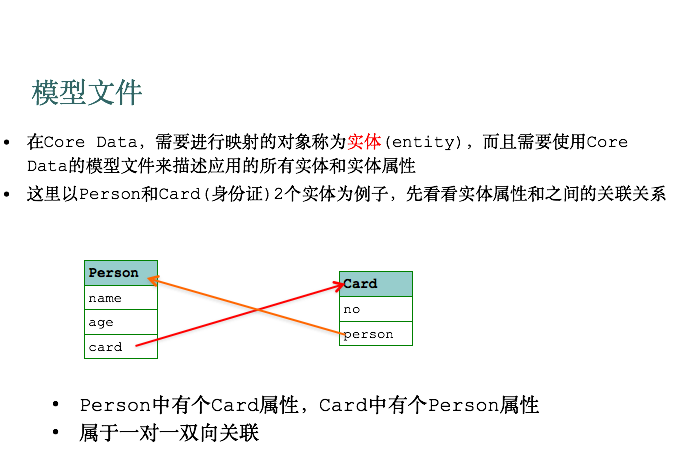 模型文件
• 在Core Data，需要进行映射的对象称为实体(entity)，而且需要使用Core
Data的模型文件来描述应用的所有实体和实体属性
• 这里以Person和Card(身份证)2个实体为例子，先看看实体属性和之间的关联关系
Person
name
age
card
Card
no
person
• Person中有个Card属性，Card中有个Person属性
• 属于一对一双向关联